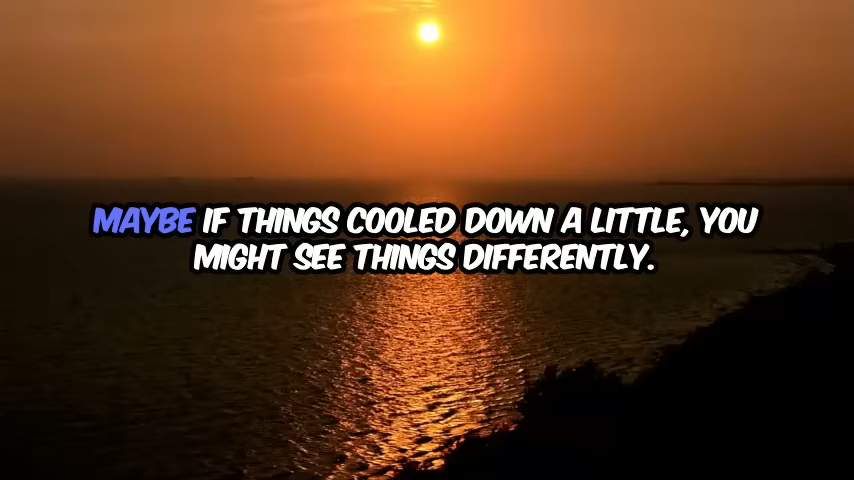 MAYBE IF THINGS COOLED DOWN A LITTLE, YOU
MIGHT SEE THINGS DIFFERENTLY.